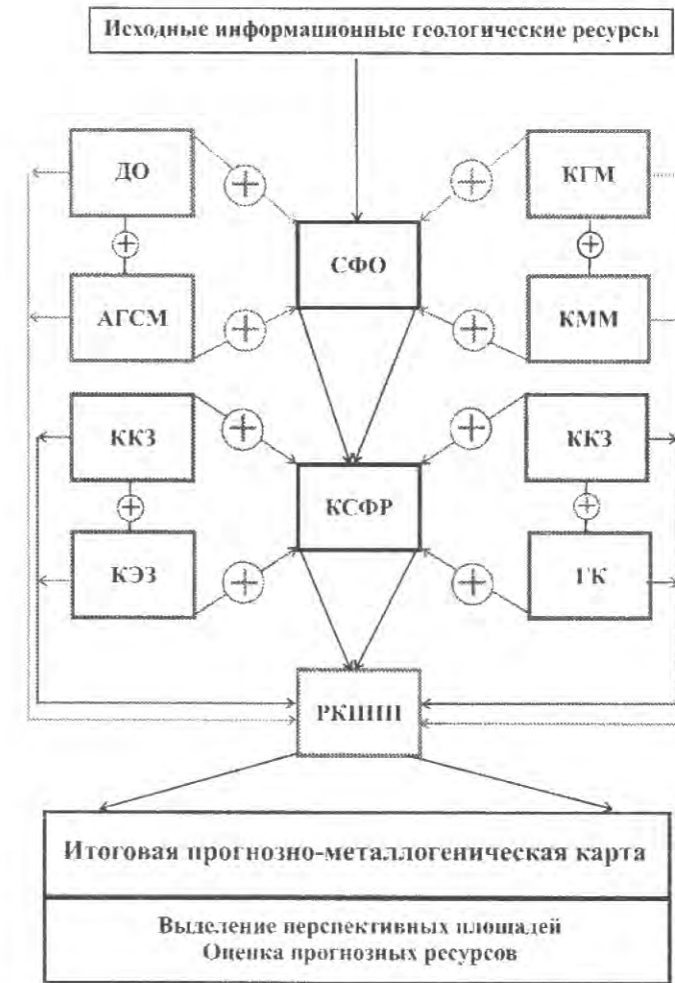 Исходные информационные геологические ресурсы
ДО
КГМ
СФО
АГСМ
КММ
ККЗ
ККЗ
КСФР
КЭЗ
ГК
Итоговая прогнозно-металлогеническая карта
Выделение перспективных площадей
Оценка прогнозных ресурсов